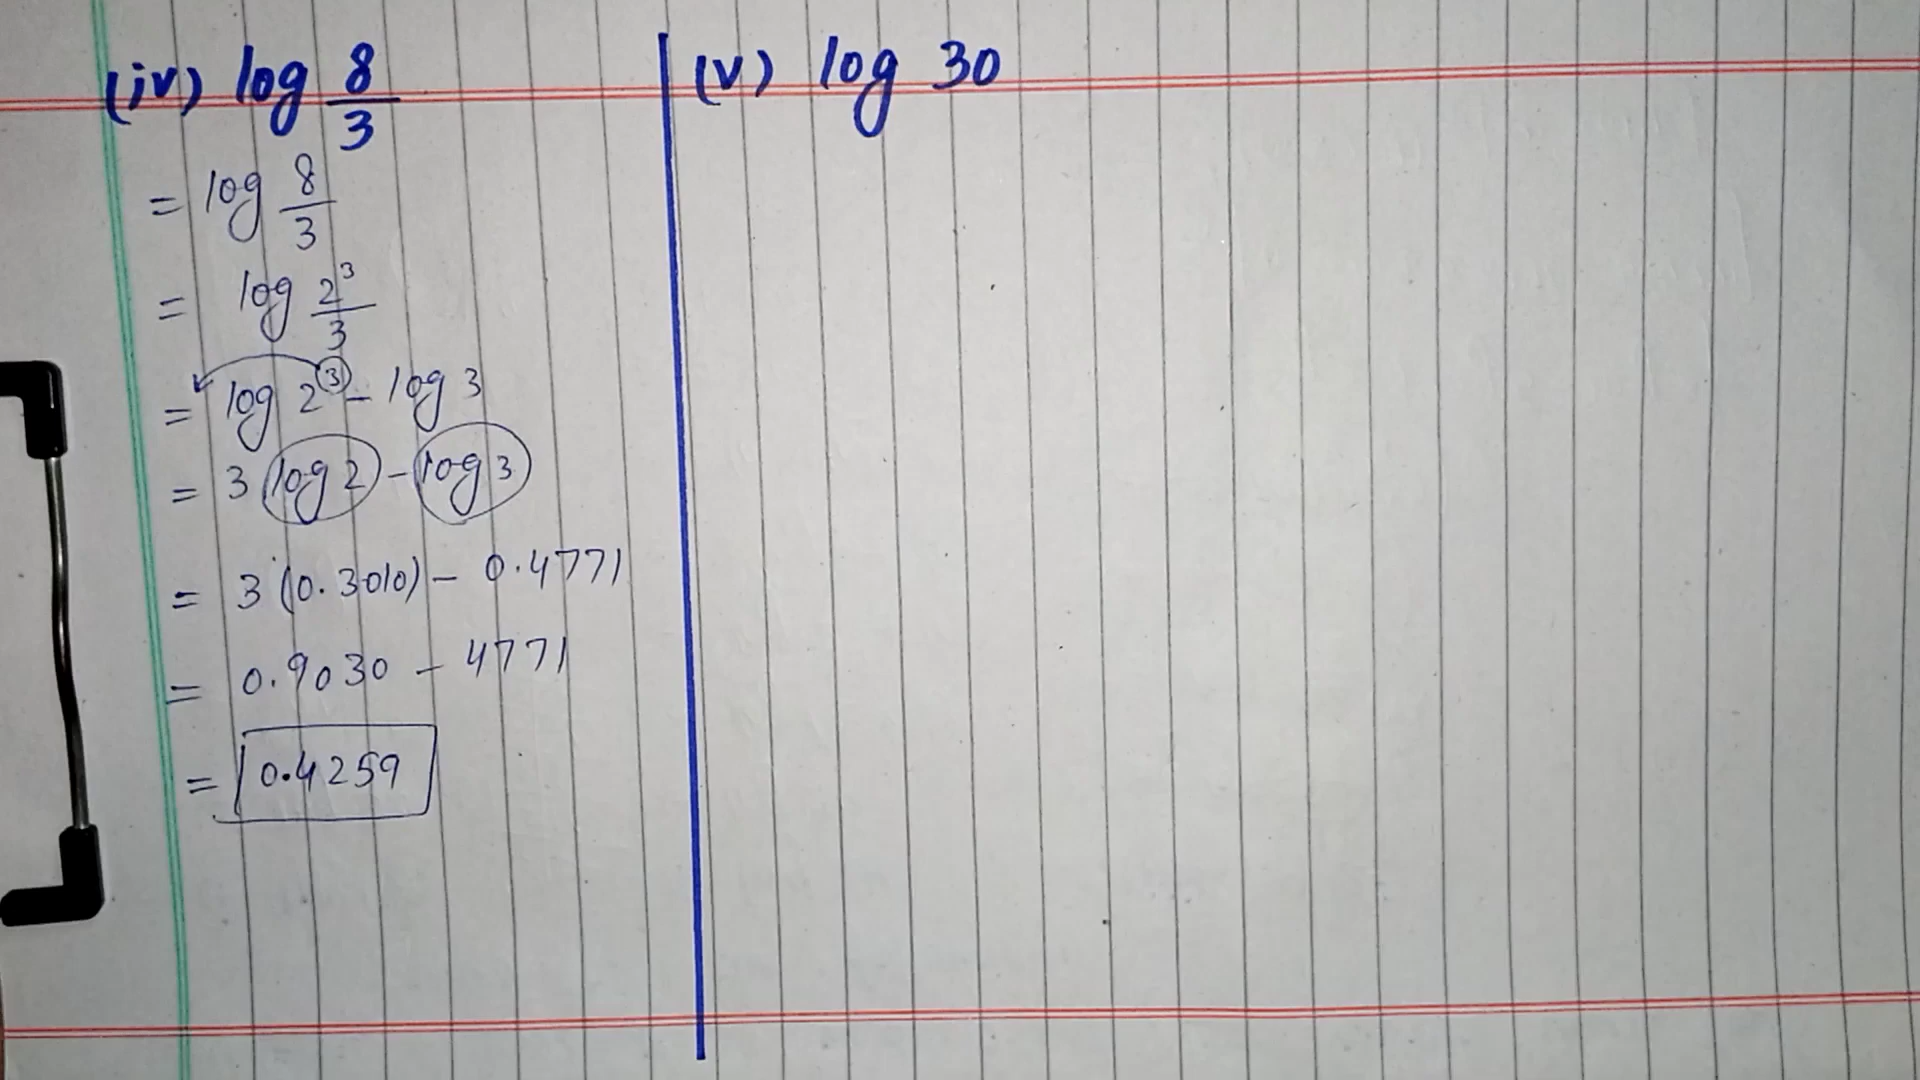 (iv) log 8/3
= log 8/3
= log 2³/3
= log 2³ - log 3
= 3 log 2 - log 3
= 3 (0.3010) - 0.4771
= 0.9030 - 4771
= 0.4259
(v) log 30